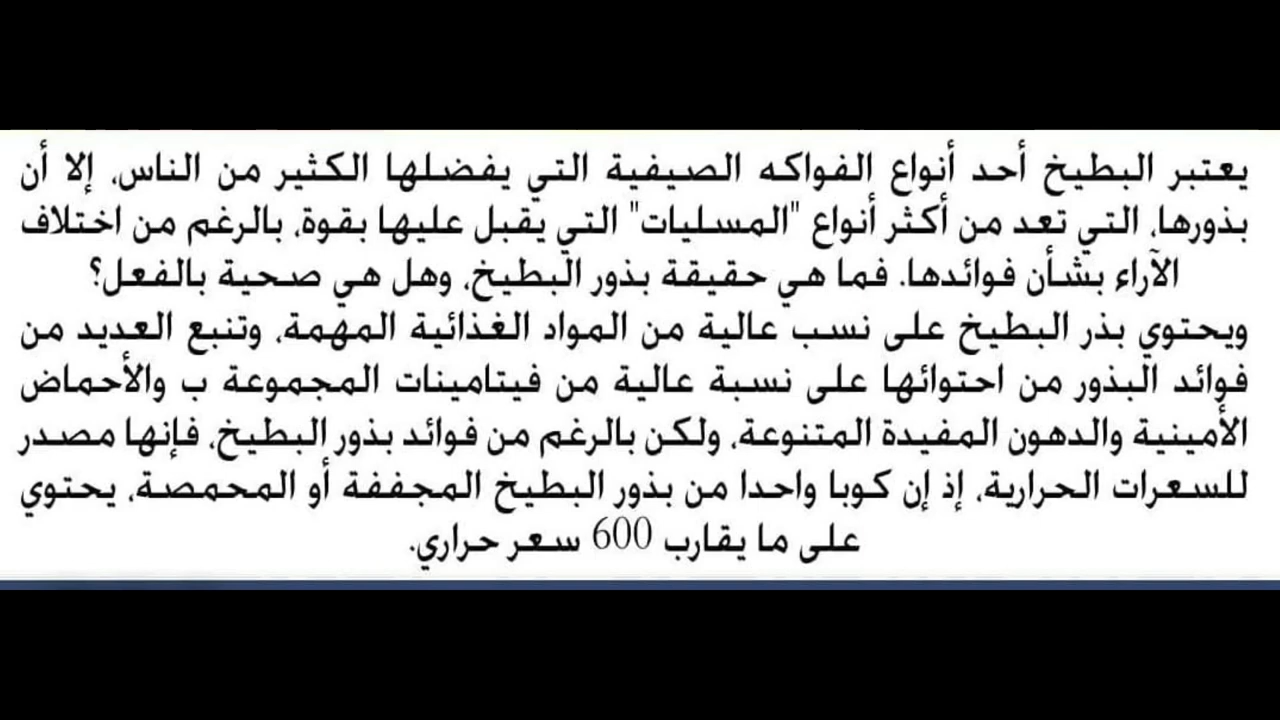 يعتبر البطيخ أحد أنواع الفواكه الصيفية التي يفضلها الكثير من الناس، إلا أن
بذورها، التي تعد من أكثر أنواع "المسليات" التي يقبل عليها بقوة، بالرغم من اختلاف
الآراء بشأن فوائدها. فما هي حقيقة بذور البطيخ، وهل هي صحية بالفعل؟
ويحتوي بذر البطيخ على نسب عالية من المواد الغذائية المهمة، وتنبع العديد من
فوائد البذور من احتوائها على نسبة عالية من فيتامينات المجموعة ب والأحماض
الأمينية والدهون المفيدة المتنوعة، ولكن بالرغم من فوائد بذور البطيخ، فإنها مصدر
للسعرات الحرارية، إذ إن كوبا واحدا من بذور البطيخ المجففة أو المحمصة، يحتوي
على ما يقارب 600 سعر حراري.